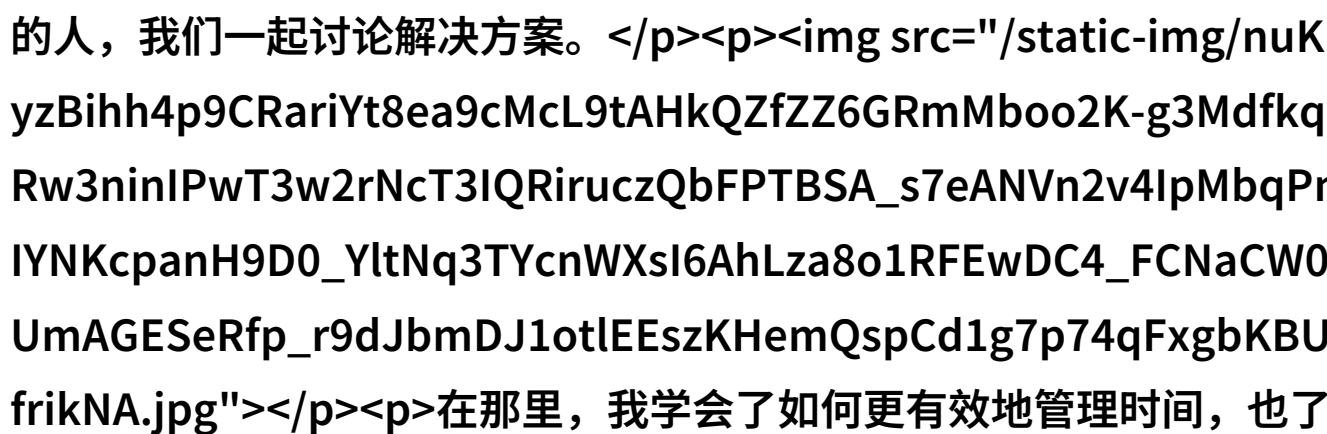 的人，我们一起讨论解决方案。</p><p><img src="/static-img/nuK
yzBihh4p9CRariYt8ea9cMcL9tAHkQZfZZ6GRmMboo2K-g3Mdfkq
Rw3ninIPwT3w2rNcT3IQRiruczQbFPTBSA_s7eANVn2v4IpMbqPr
IYNKcpanH9D0_YltNq3TYcnWXsI6AhLza8o1RFEwDC4_FCNaCW0
UmAGESeRfp_r9dJbmDJ1otlEEszKHemQspCd1g7p74qFxgbKBU
frikNA.jpg"></p><p>在那里，我学会了如何更有效地管理时间，也了